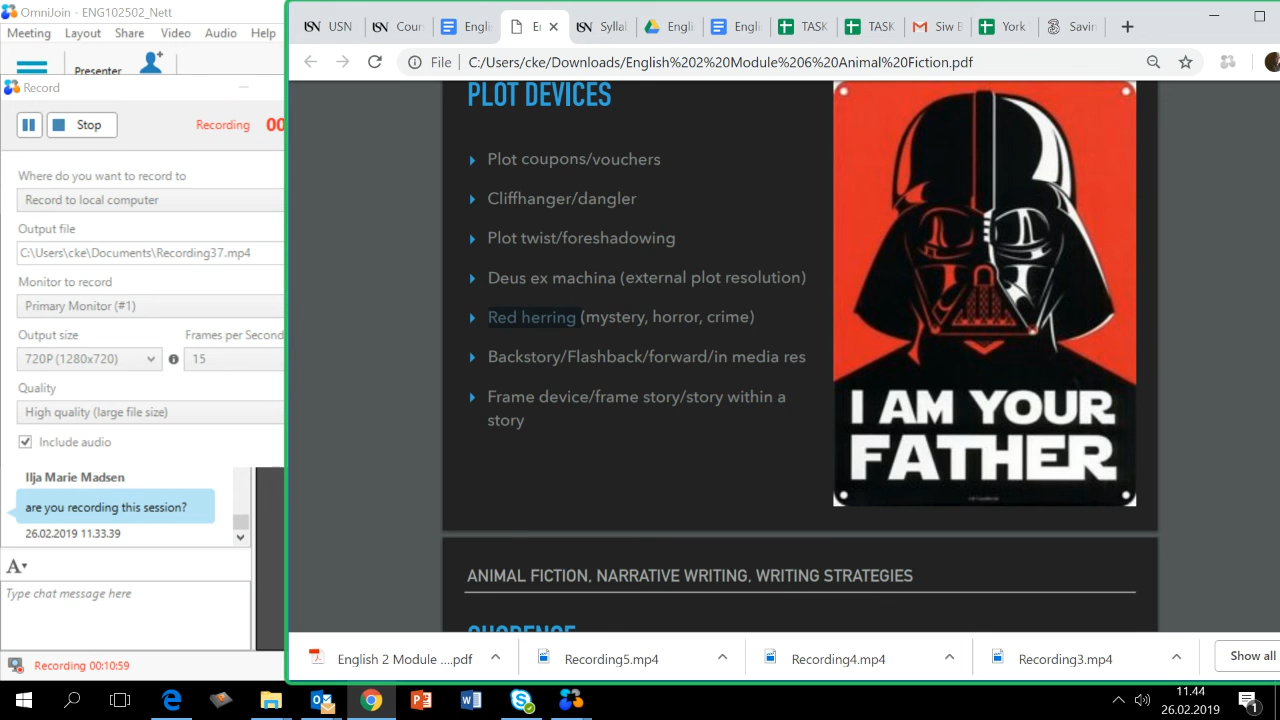 OmniJoin - ENG102502_Nett
Meeting Layout Share Video Audio Help
Presenter
Record
Stop
Recording 00
Where do you want to record to
Record to local computer
Output file
C:\Users\cke\Documents\Recording37.mp4
Monitor to record
Primary Monitor (#1)
Output size Frames per Second
720P (1280x720) 15
Quality
High quality (large file size)
Include audio
Ilja Marie Madsen
are you recording this session?
26.02.2019 11.33.39
A
Type chat message here
Recording 00:10:59
USN Cour Englis Er Syllal Englis Englis TASK TASK Siw B York Savin
File C:/Users/cke/Downloads/English%202%20Module%206%20Animal%20Fiction.pdf
PLOT DEVICES
Plot coupons/vouchers
Cliffhanger/dangler
Plot twist/foreshadowing
Deus ex machina (external plot resolution)
Red herring (mystery, horror, crime)
Backstory/Flashback/forward/in media res
Frame device/frame story/story within a
story
I AM YOUR
FATHER
ANIMAL FICTION, NARRATIVE WRITING, WRITING STRATEGIES
English 2 Module ....pdf Recording5.mp4 Recording4.mp4 Recording3.mp4 Show all
11.44
26.02.2019
1